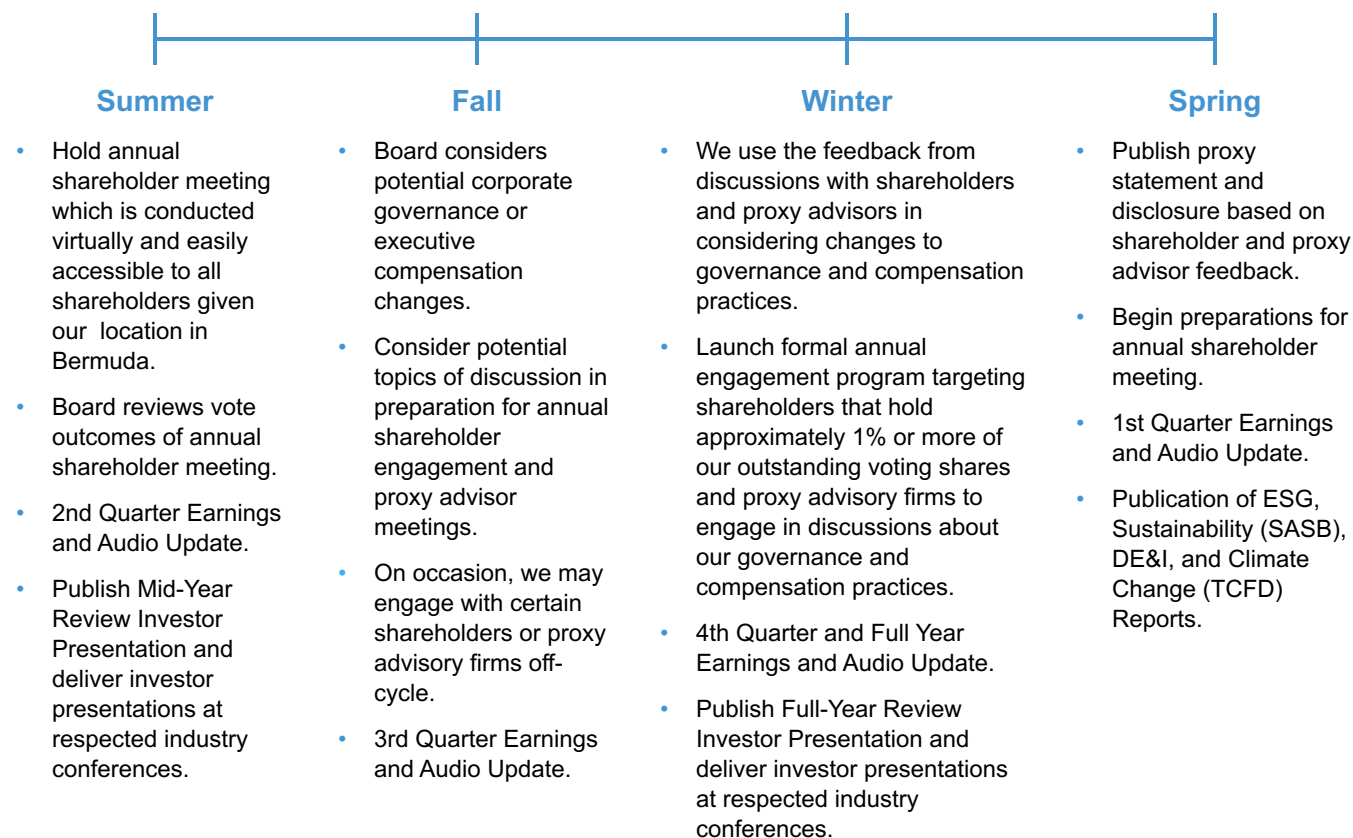 Summer
• Hold annual
shareholder meeting
which is conducted
virtually and easily
accessible to all
shareholders given
our  location in
Bermuda.
• Board reviews vote
outcomes of annual
shareholder meeting.
• 2nd Quarter Earnings
and Audio Update.
• Publish Mid-Year
Review Investor
Presentation and
deliver investor
presentations at
respected industry
conferences.
Fall
• Board considers
potential corporate
governance or
executive
compensation
changes.
• Consider potential
topics of discussion in
preparation for annual
shareholder
engagement and
proxy advisor
meetings.
• On occasion, we may
engage with certain
shareholders or proxy
advisory firms off-
cycle.
• 3rd Quarter Earnings
and Audio Update.
Winter
• We use the feedback from
discussions with shareholders
and proxy advisors in
considering changes to
governance and compensation
practices.
• Launch formal annual
engagement program targeting
shareholders that hold
approximately 1% or more of
our outstanding voting shares
and proxy advisory firms to
engage in discussions about
our governance and
compensation practices.
• 4th Quarter and Full Year
Earnings and Audio Update.
• Publish Full-Year Review
Investor Presentation and
deliver investor presentations
at respected industry
conferences.
Spring
• Publish proxy
statement and
disclosure based on
shareholder and proxy
advisor feedback.
• Begin preparations for
annual shareholder
meeting.
• 1st Quarter Earnings
and Audio Update.
• Publication of ESG,
Sustainability (SASB),
DE&I, and Climate
Change (TCFD)
Reports.